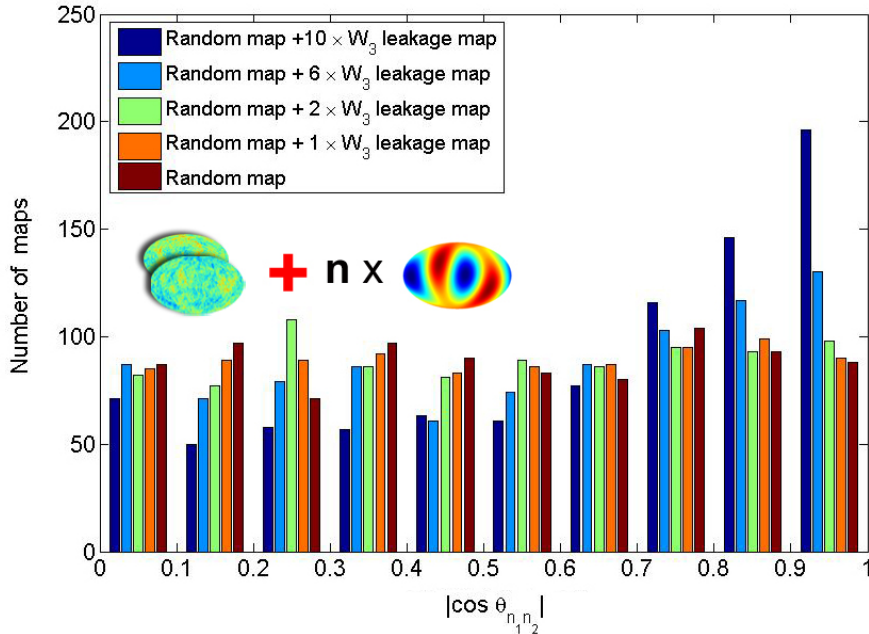 250
200
150
100
50
0
Number of maps
Random map +10 × W₃ leakage map
Random map + 6 × W₃ leakage map
Random map + 2 × W₃ leakage map
Random map + 1 × W₃ leakage map
Random map
+ n x
0 0.1 0.2 0.3 0.4 0.5 0.6 0.7 0.8 0.9 1
|cos θ_{n₁n₂}|